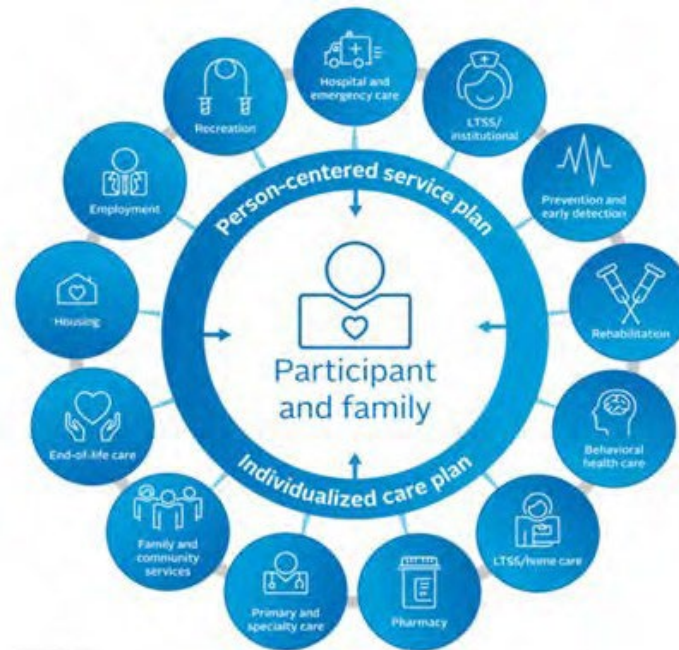 Hospital and
emergency care
LTSS/
institutional
Prevention and
early detection
Rehabilitation
Behavioral
health care
LTSS/home care
Pharmacy
Primary and
specialty care
Family and
community
services
End-of-life care
Housing
Employment
Recreation
Person-centered service plan
Participant
and family
Individualized care plan